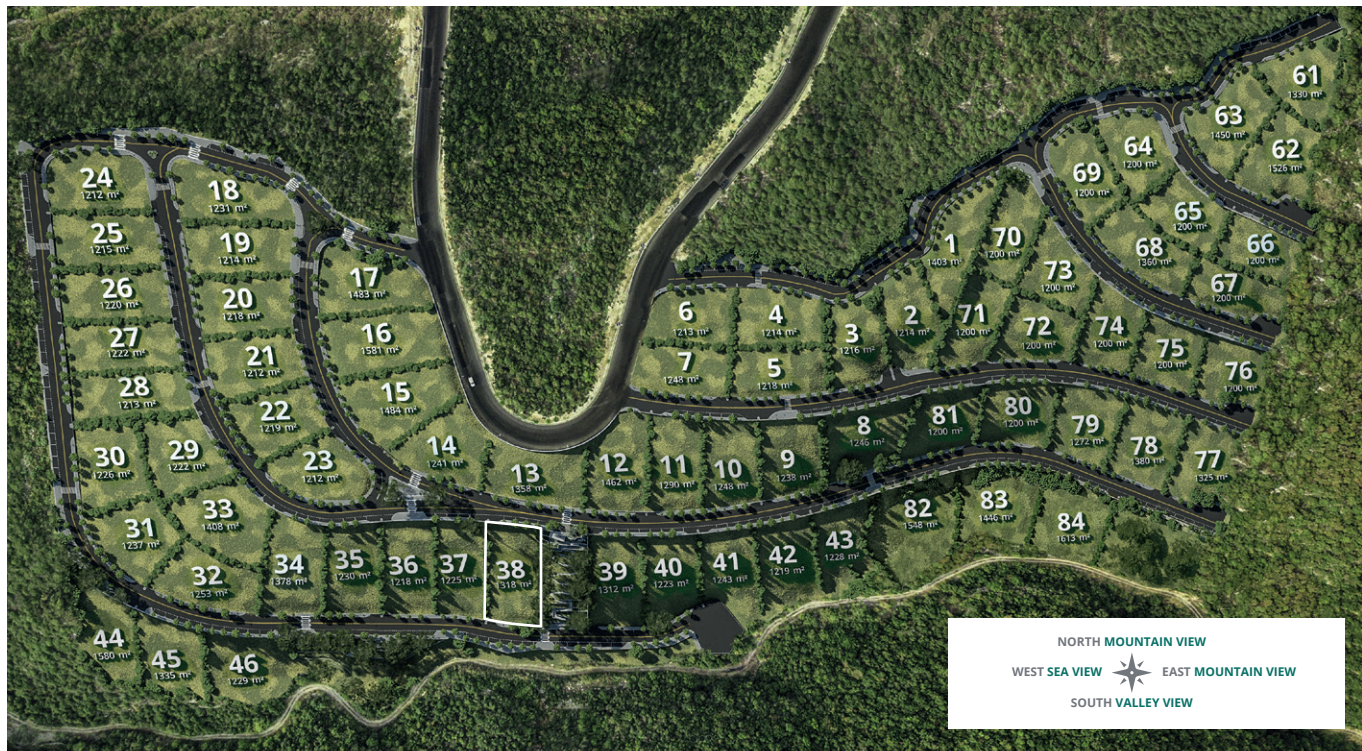 61
1330 m²
63
1450 m²
62
1526 m²
64
1200 m²
69
1200 m²
24
1212 m²
18
1231 m²
65
1200 m²
25
1215 m²
19
1214 m²
1
1403 m²
70
1200 m²
68
1360 m²
66
1200 m²
17
1483 m²
73
1200 m²
67
1200 m²
26
1220 m²
20
1218 m²
6
1213 m²
4
1214 m²
3
1216 m²
2
1214 m²
71
1200 m²
72
1200 m²
74
1200 m²
27
1222 m²
16
1581 m²
21
1212 m²
7
1248 m²
5
1218 m²
75
1200 m²
76
1200 m²
28
1213 m²
15
1484 m²
22
1219 m²
14
1241 m²
8
1246 m²
81
1200 m²
80
1200 m²
79
1272 m²
78
380 m²
77
1325 m²
30
1226 m²
29
1222 m²
23
1212 m²
13
1358 m²
12
1462 m²
11
1290 m²
10
1248 m²
9
1238 m²
33
1408 m²
31
1237 m²
82
1548 m²
83
1446 m²
84
1613 m²
32
1253 m²
34
1378 m²
35
1230 m²
36
1218 m²
37
1225 m²
38
318 m²
39
1312 m²
40
1223 m²
41
1243 m²
42
1219 m²
43
1228 m²
44
1580 m²
45
1335 m²
46
1229 m²
NORTH MOUNTAIN VIEW
WEST SEA VIEW EAST MOUNTAIN VIEW
SOUTH VALLEY VIEW